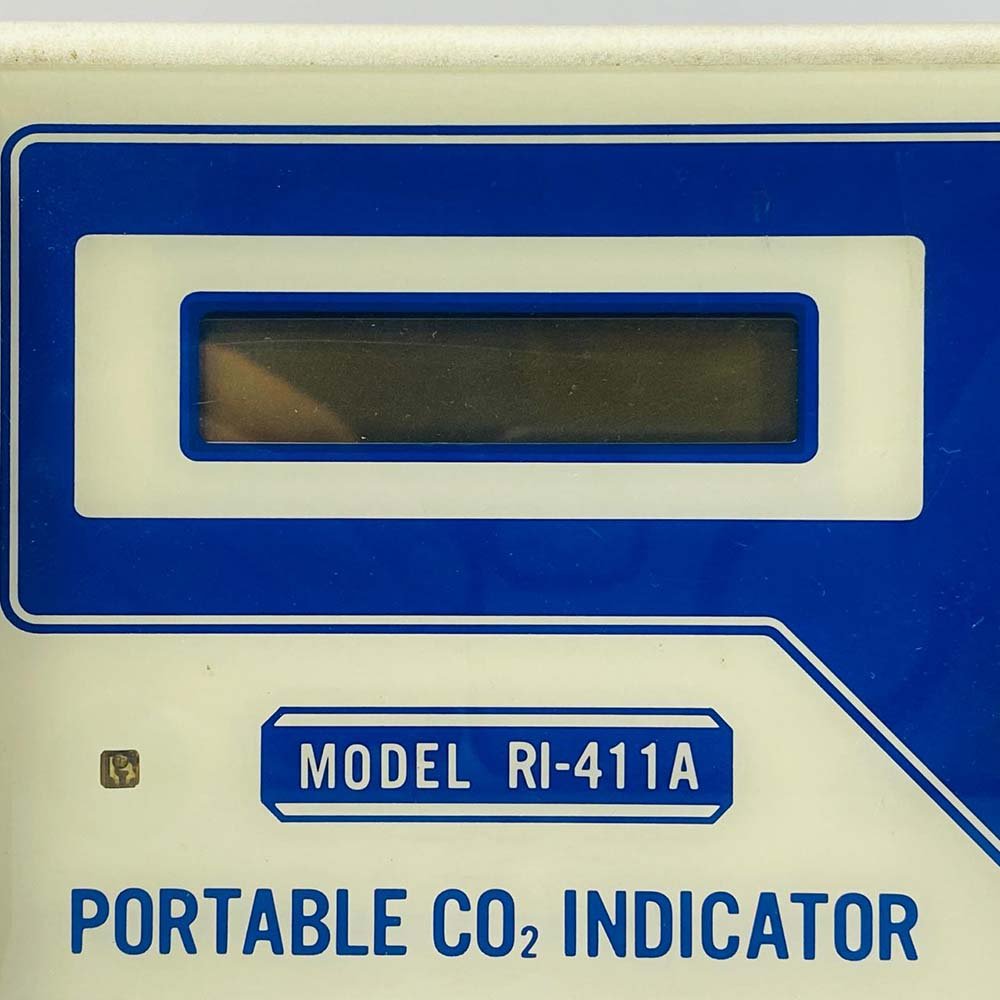 MODEL RI-411A
PORTABLE CO₂ INDICATOR